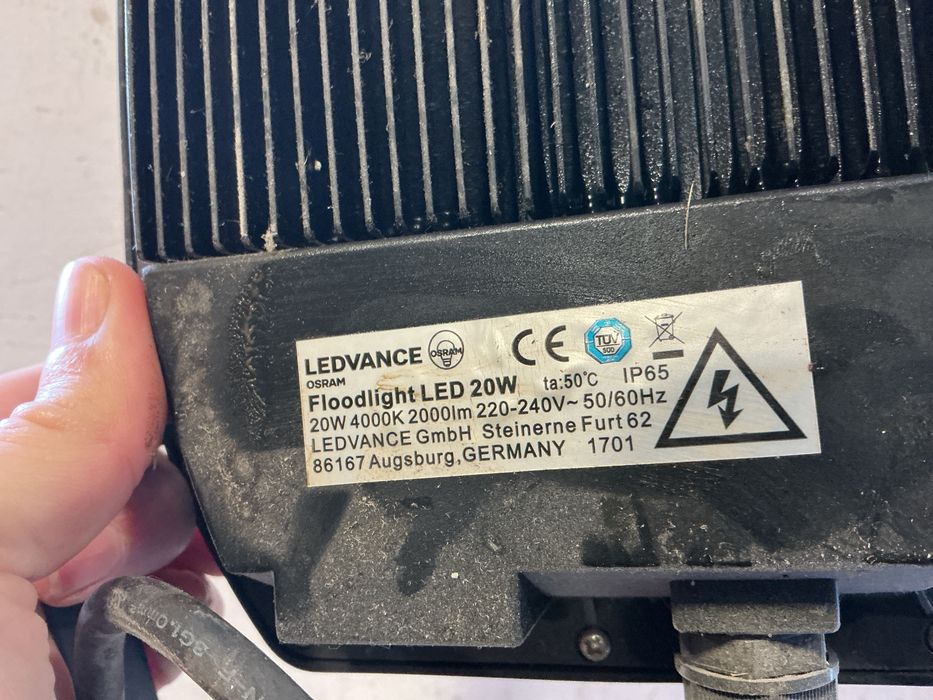 LEDVANCE OSRAM
OSRAM
CE TÜV SÜD
Floodlight LED 20W ta:50°C IP65
20W 4000K 2000lm 220-240V~ 50/60Hz
LEDVANCE GmbH Steinerne Furt 62
86167 Augsburg,GERMANY 1701